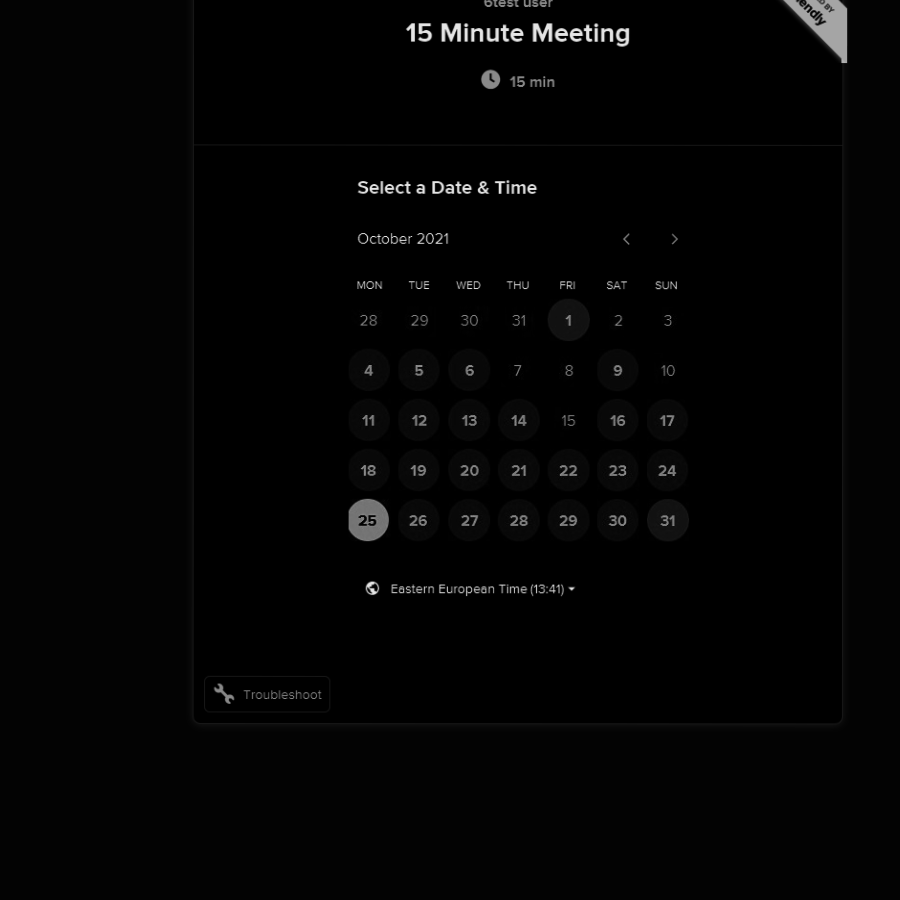 6test user
15 Minute Meeting
15 min
Select a Date & Time
October 2021
MON TUE WED THU FRI SAT SUN
28 29 30 31 1 2 3
4 5 6 7 8 9 10
11 12 13 14 15 16 17
18 19 20 21 22 23 24
25 26 27 28 29 30 31
Eastern European Time (13:41)
Troubleshoot